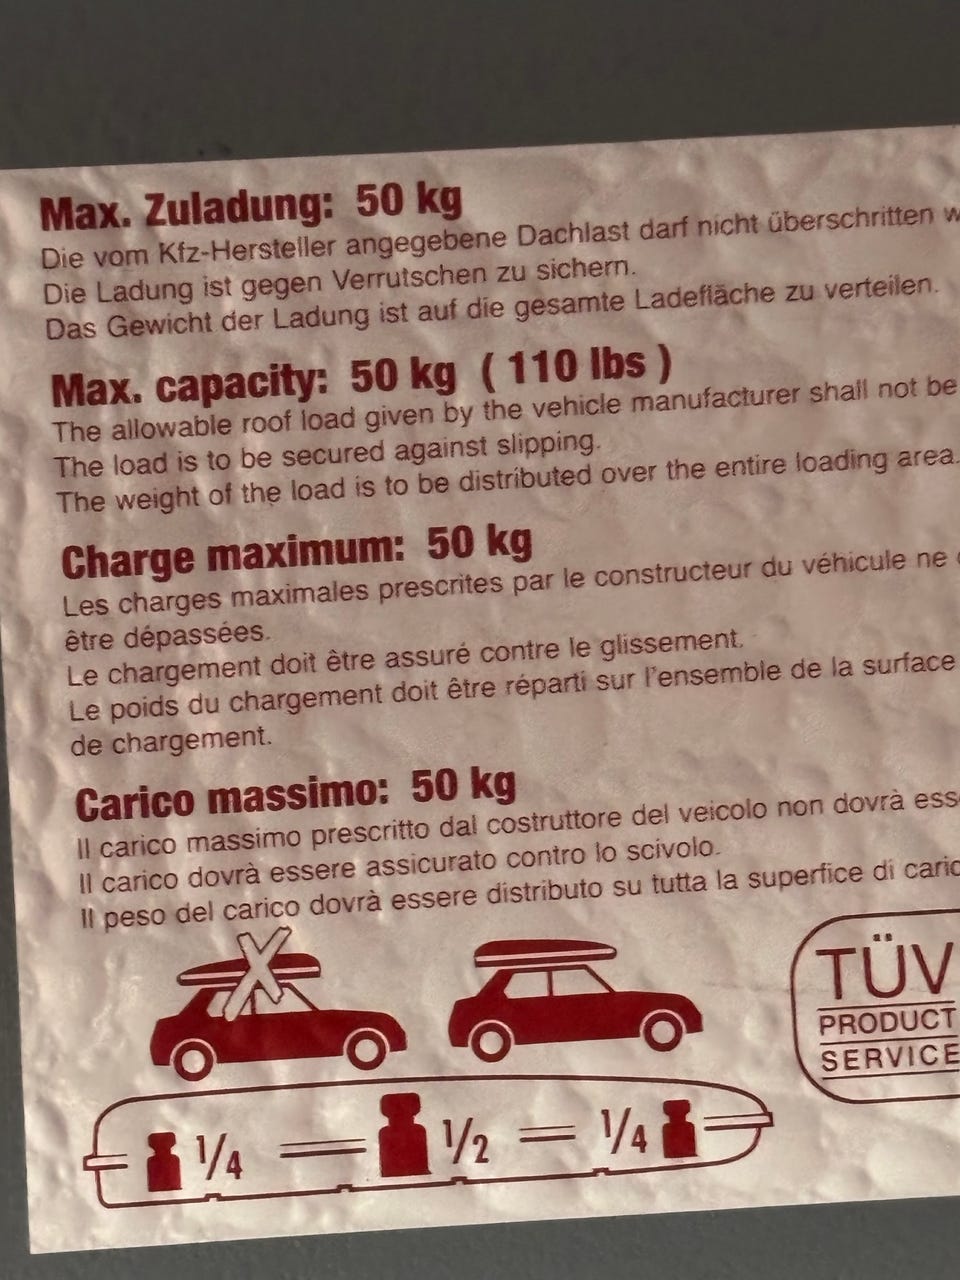 Max. Zuladung: 50 kg
Die vom Kfz-Hersteller angegebene Dachlast darf nicht überschritten
Die Ladung ist gegen Verrutschen zu sichern.
Das Gewicht der Ladung ist auf die gesamte Ladefläche zu verteilen.
Max. capacity: 50 kg ( 110 lbs )
The allowable roof load given by the vehicle manufacturer shall not be
The load is to be secured against slipping.
The weight of the load is to be distributed over the entire loading area.
Charge maximum: 50 kg
Les charges maximales prescrites par le constructeur du véhicule ne
être dépassées.
Le chargement doit être assuré contre le glissement.
Le poids du chargement doit être réparti sur l'ensemble de la surface
de chargement.
Carico massimo: 50 kg
Il carico massimo prescritto dal costruttore del veicolo non dovrà
Il carico dovrà essere assicurato contro lo scivolo.
Il peso del carico dovrà essere distributo su tutta la superfice di
TÜV
PRODUCT
SERVICE
1/4 1/2 1/4